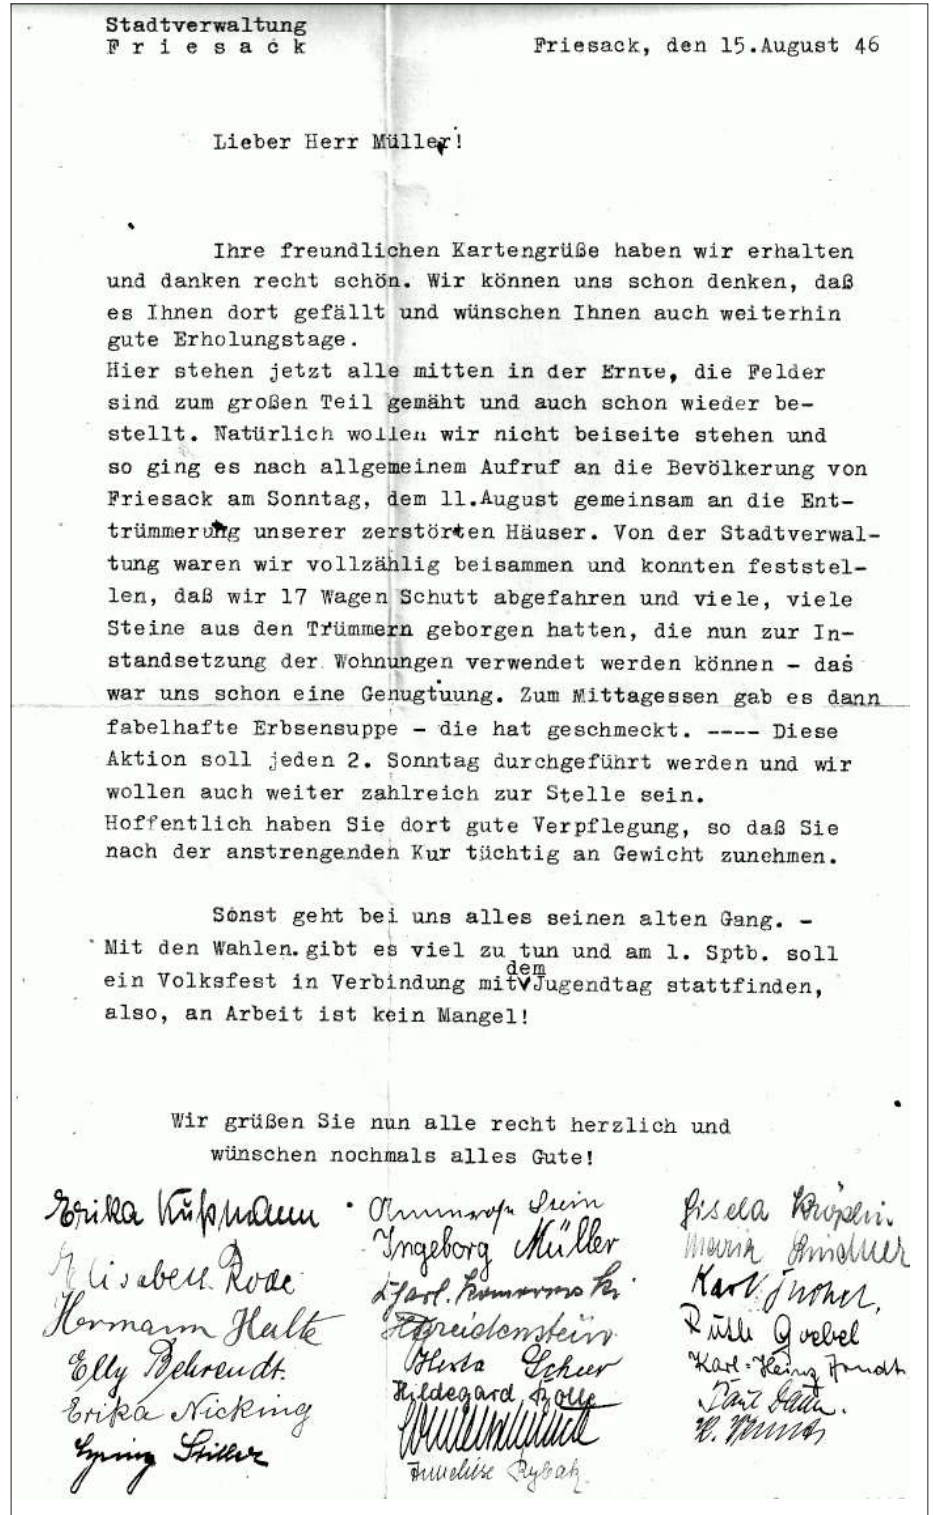 Stadtverwaltung
Friesack
Friesack, den 15.August 46
Lieber Herr Müller!
Ihre freundlichen Kartengrüße haben wir erhalten
und danken recht schön. Wir können uns schon denken, daß
es Ihnen dort gefällt und wünschen Ihnen auch weiterhin
gute Erholungstage.
Hier stehen jetzt alle mitten in der Ernte, die Felder
sind zum großen Teil gemäht und auch schon wieder be-
stellt. Natürlich wollen wir nicht beiseite stehen und
so ging es nach allgemeinem Aufruf an die Bevölkerung von
Friesack am Sonntag, dem 11.August gemeinsam an die Ent-
trümmerung unserer zerstörten Häuser. Von der Stadtverwal-
tung waren wir vollzählig beisammen und konnten feststel-
len, daß wir 17 Wagen Schutt abgefahren und viele, viele
Steine aus den Trümmern geborgen hatten, die nun zur In-
standsetzung der Wohnungen verwendet werden können - das
war uns schon eine Genugtuung. Zum Mittagessen gab es dann
fabelhafte Erbsensuppe - die hat geschmeckt. ---- Diese
Aktion soll jeden 2. Sonntag durchgeführt werden und wir
wollen auch weiter zahlreich zur Stelle sein.
Hoffentlich haben Sie dort gute Verpflegung, so daß Sie
nach der anstrengenden Kur tüchtig an Gewicht zunehmen.
Sonst geht bei uns alles seinen alten Gang. -
Mit den Wahlen gibt es viel zu tun und am 1. Sptb. soll
ein Volksfest in Verbindung mit dem Jugendtag stattfinden,
also, an Arbeit ist kein Mangel!
Wir grüßen Sie nun alle recht herzlich und
wünschen nochmals alles Gute!
Erika Kußmann
Elisabeth Rode
Hermann
Elly Behrendt.
Erika Nicking
Stiller
Ingeborg Müller
Herta
Hildegard
Anneliese
Gisela Kröplin
Maria
Karl
Ruth Goebel
Karl-Heinz
Paul